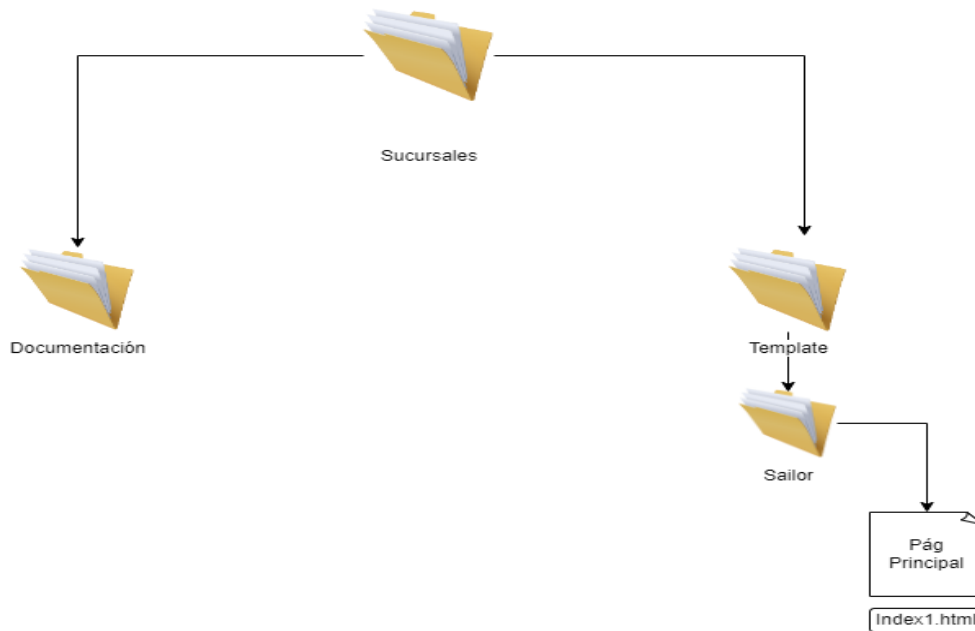 Sucursales
Documentación
Template
Sailor
Pág
Principal
Index1.html